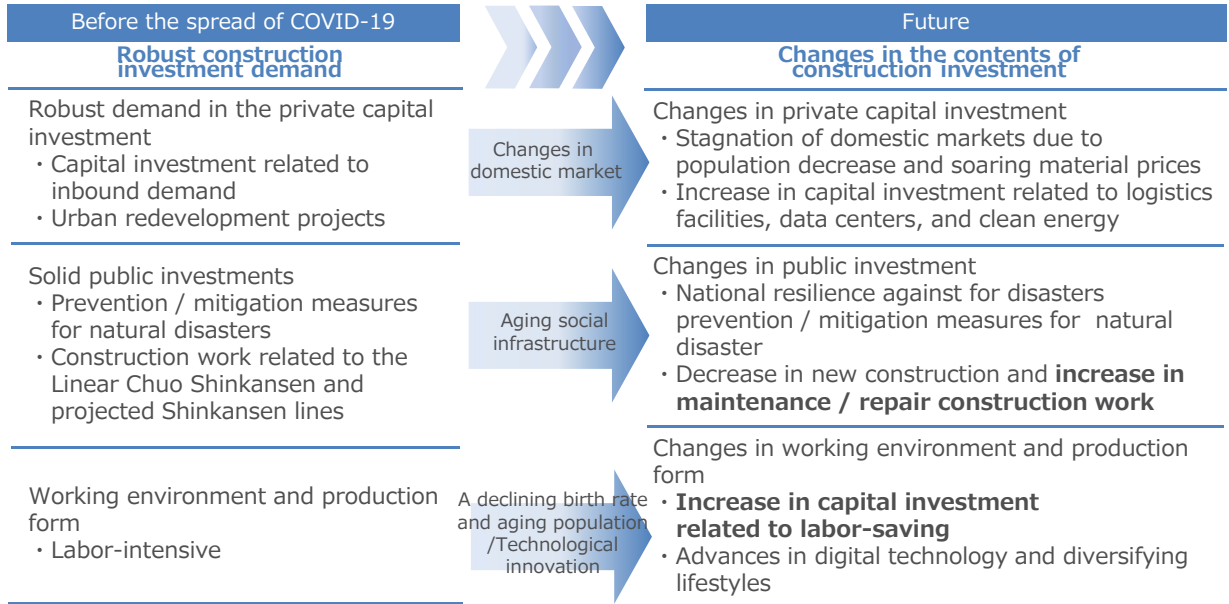 Before the spread of COVID-19
Robust construction
investment demand
Future
Changes in the contents of
construction investment
Robust demand in the private capital
investment
・Capital investment related to
inbound demand
・Urban redevelopment projects
Changes in
domestic market
Changes in private capital investment
・Stagnation of domestic markets due to
population decrease and soaring material prices
・Increase in capital investment related to logistics
facilities, data centers, and clean energy
Solid public investments
・Prevention / mitigation measures
for natural disasters
・Construction work related to the
Linear Chuo Shinkansen and
projected Shinkansen lines
Aging social
infrastructure
Changes in public investment
・National resilience against for disasters
prevention / mitigation measures for natural
disaster
・Decrease in new construction and increase in
maintenance / repair construction work
Working environment and production
form
・Labor-intensive
A declining birth rate
and aging population
/Technological
innovation
Changes in working environment and production
form
・Increase in capital investment
related to labor-saving
・Advances in digital technology and diversifying
lifestyles